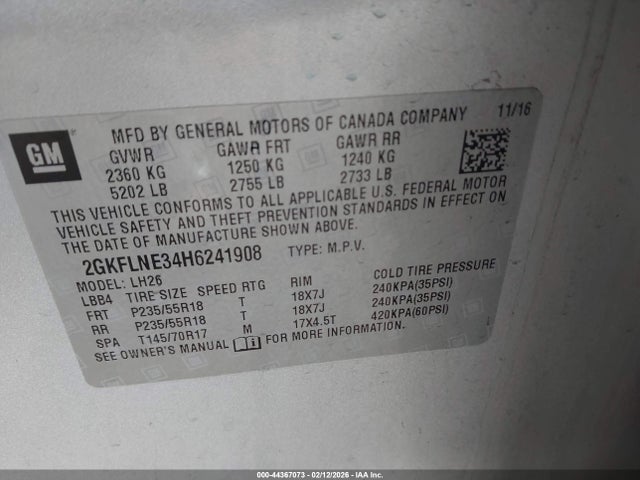 GM
MFD BY GENERAL MOTORS OF CANADA COMPANY 11/16
GVWR GAWR FRT GAWR RR
2360 KG 1250 KG 1240 KG
5202 LB 2755 LB 2733 LB
THIS VEHICLE CONFORMS TO ALL APPLICABLE U.S. FEDERAL MOTOR
VEHICLE SAFETY AND THEFT PREVENTION STANDARDS IN EFFECT ON
THE DATE OF MANUFACTURE SHOWN ABOVE.
2GKFLNE34H6241908 TYPE: M.P.V.
MODEL: LH26
LBB4 TIRE SIZE SPEED RTG RIM COLD TIRE PRESSURE
FRT P235/55R18 T 18X7J 240KPA(35PSI)
RR P235/55R18 T 18X7J 240KPA(35PSI)
SPA T145/70R17 M 17X4.5T 420KPA(60PSI)
SEE OWNER'S MANUAL FOR MORE INFORMATION.
000-44367073 - 02/12/2026 - IAA Inc.